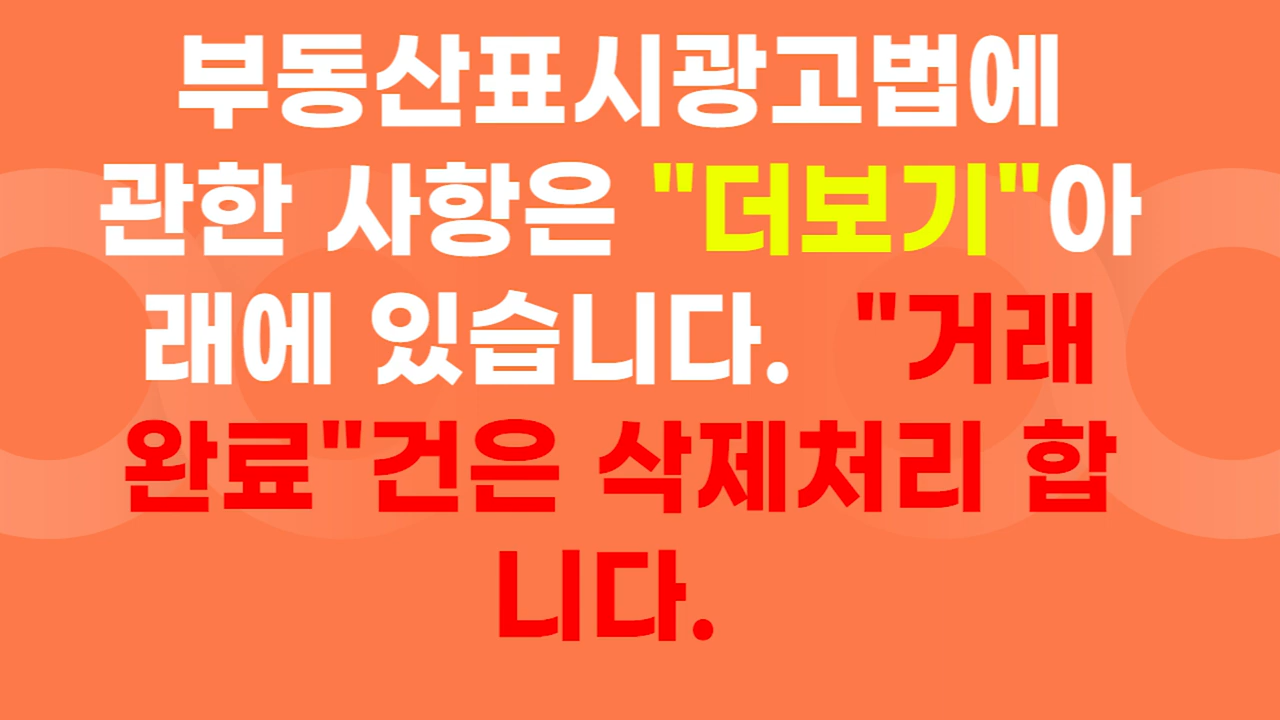 부동산표시광고법에
관한 사항은 "더보기"아
래에 있습니다. "거래
완료"건은 삭제처리 합
니다.